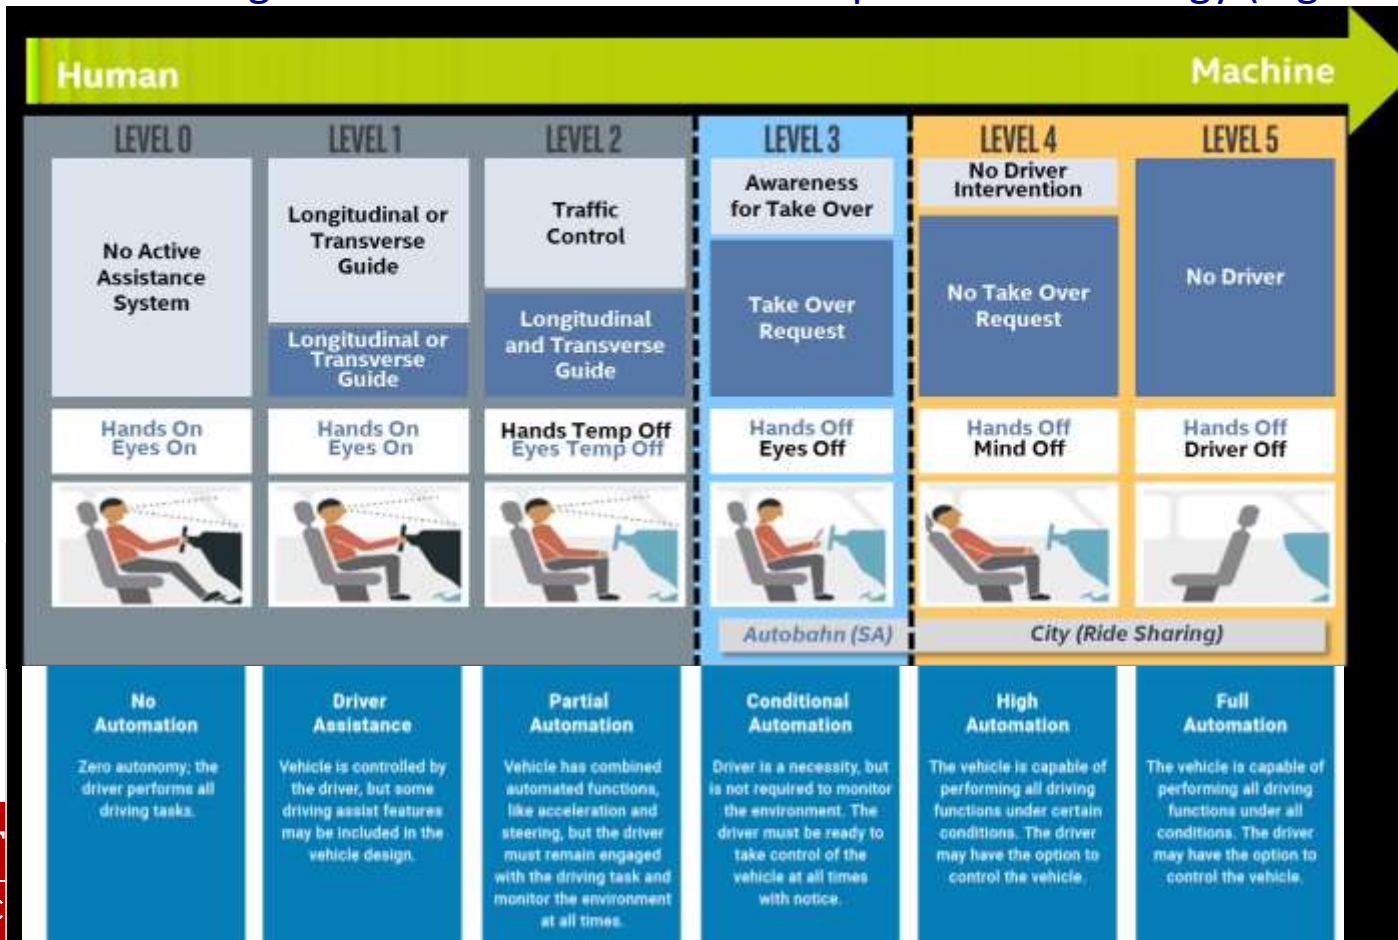 Human
Machine
LEVEL 0
LEVEL 1
LEVEL 2
LEVEL 3
LEVEL 4
LEVEL 5
No Active
Assistance
System
Longitudinal or
Transverse
Guide
Longitudinal or
Transverse
Guide
Traffic
Control
Longitudinal
and Transverse
Guide
Awareness
for Take Over
Take Over
Request
No Driver
Intervention
No Take Over
Request
No Driver
Hands On
Eyes On
Hands On
Eyes On
Hands Temp Off
Eyes Temp Off
Hands Off
Eyes Off
Hands Off
Mind Off
Hands Off
Driver Off
Autobahn (SA)
City (Ride Sharing)
No
Automation
Zero autonomy; the
driver performs all
driving tasks.
Driver
Assistance
Vehicle is controlled by
the driver, but some
driving assist features
may be included in the
vehicle design.
Partial
Automation
Vehicle has combined
automated functions,
like acceleration and
steering, but the driver
must remain engaged
with the driving task and
monitor the environment
at all times.
Conditional
Automation
Driver is a necessity, but
is not required to monitor
the environment. The
driver must be ready to
take control of the
vehicle at all times
with notice.
High
Automation
The vehicle is capable of
performing all driving
functions under certain
conditions. The driver
may have the option to
control the vehicle.
Full
Automation
The vehicle is capable of
performing all driving
functions under all
conditions. The driver
may have the option to
control the vehicle.